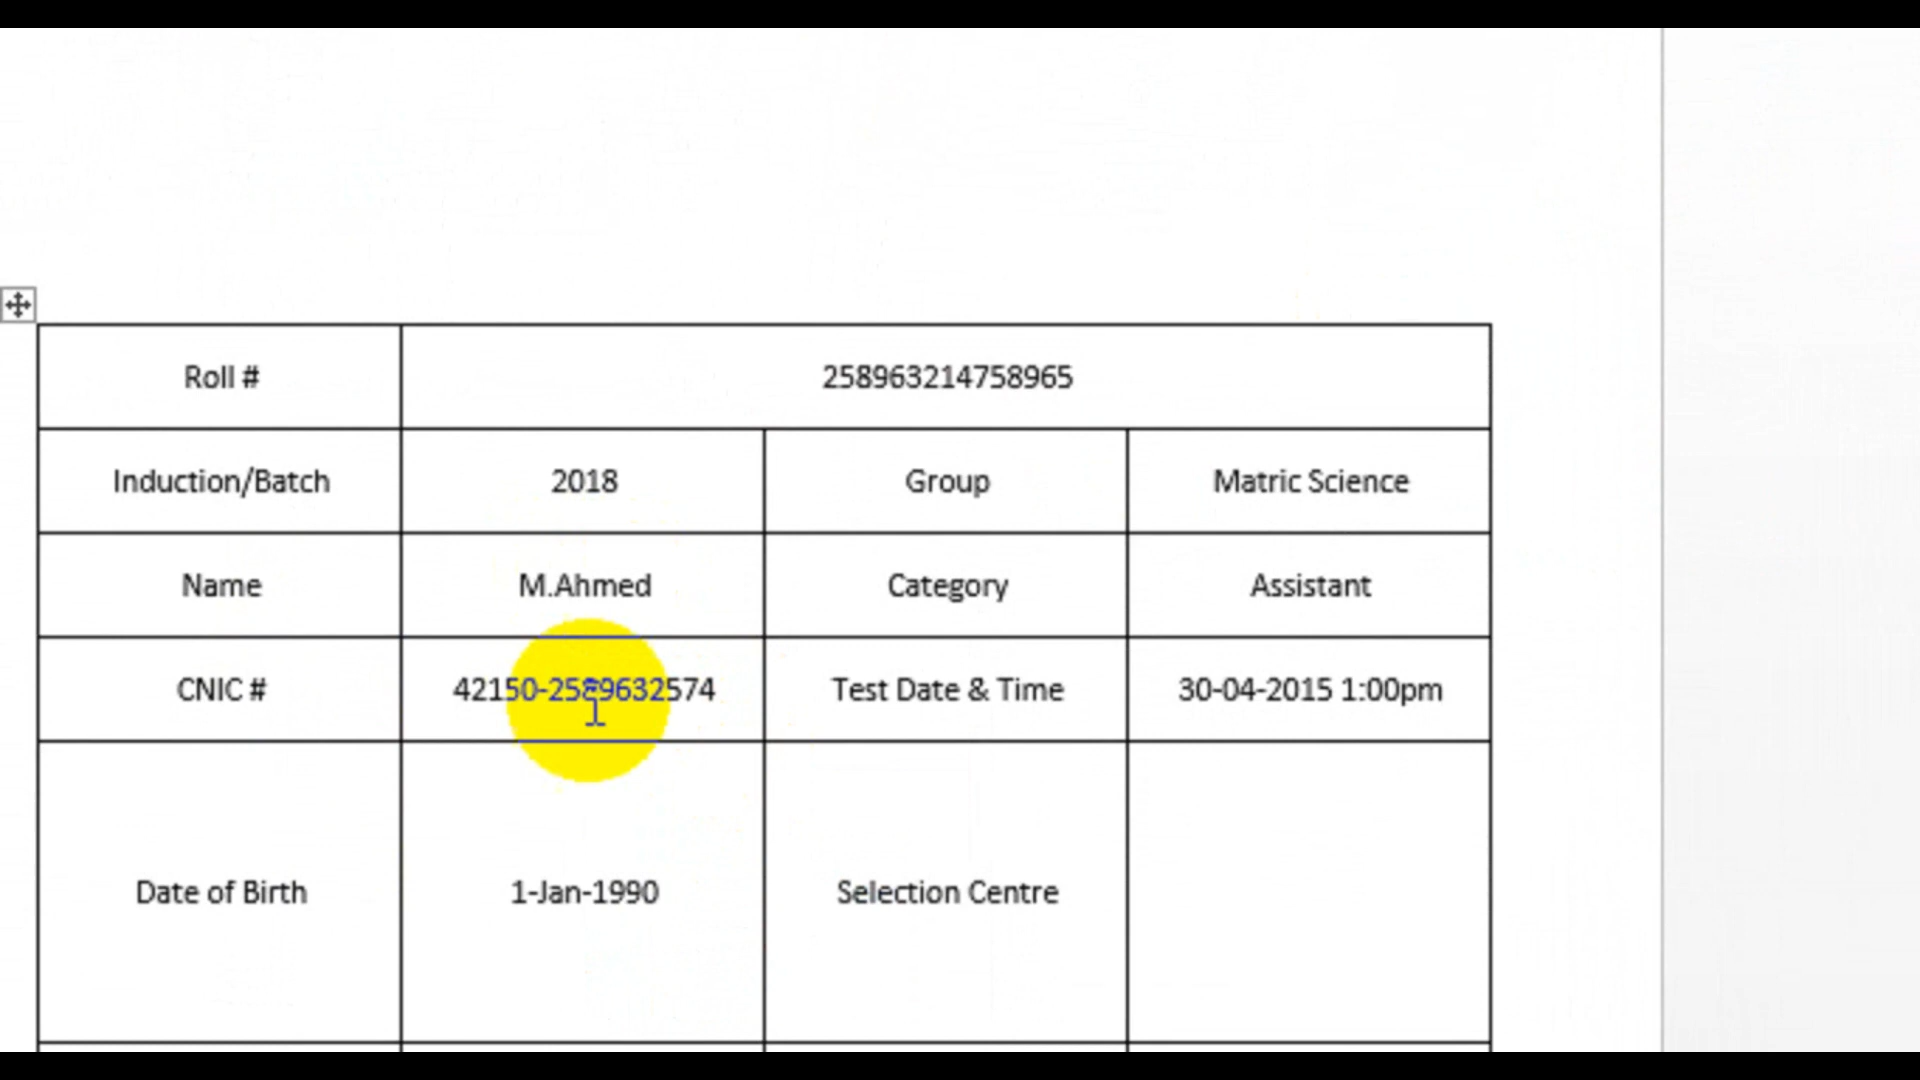 Roll # 258963214758965
Induction/Batch 2018 Group Matric Science
Name M.Ahmed Category Assistant
CNIC # 42150-2589632574 Test Date & Time 30-04-2015 1:00pm
Date of Birth 1-Jan-1990 Selection Centre